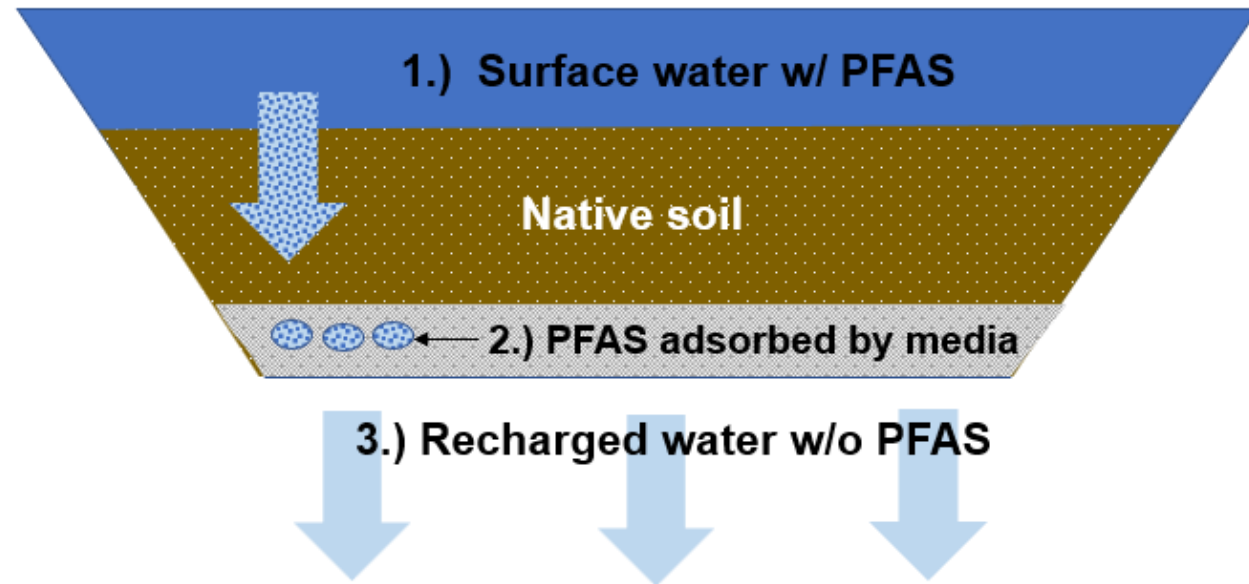 1.) Surface water w/ PFAS
Native soil
2.) PFAS adsorbed by media
3.) Recharged water w/o PFAS